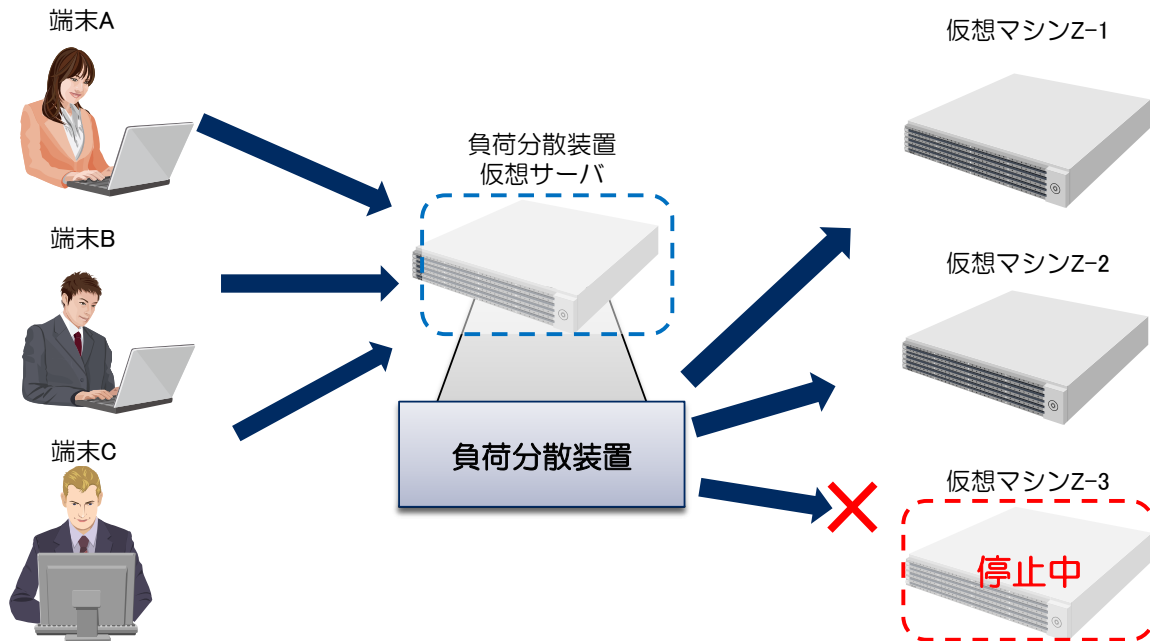 端末A
仮想マシンZ-1
負荷分散装置
仮想サーバ
端末B
仮想マシンZ-2
負荷分散装置
端末C
仮想マシンZ-3
停止中